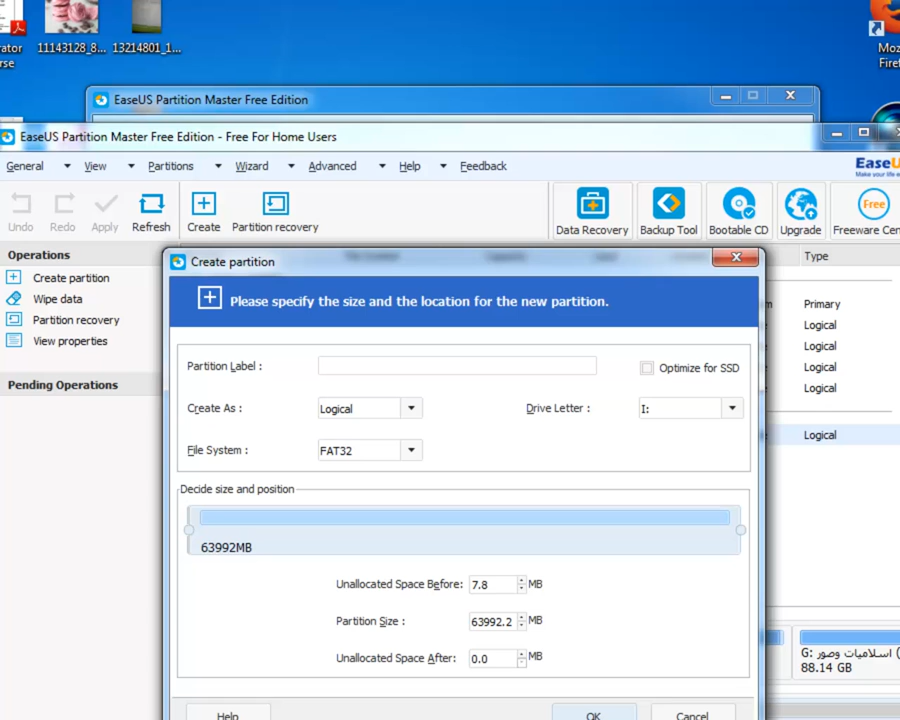 ator
rse
11143128_8...
13214801_1...
Moz
Firef
EaseUS Partition Master Free Edition
EaseUS Partition Master Free Edition - Free For Home Users
General View Partitions Wizard Advanced Help Feedback
EaseU
Make your life e
Undo Redo Apply Refresh Create Partition recovery Data Recovery Backup Tool Bootable CD Upgrade Freeware Cen
Free
Operations
Create partition
Wipe data
Partition recovery
View properties
Pending Operations
Type
Primary
Logical
Logical
Logical
Logical
Logical
Create partition
Please specify the size and the location for the new partition.
Partition Label :
Optimize for SSD
Create As : Logical
Drive Letter : I:
File System : FAT32
Decide size and position
63992MB
Unallocated Space Before: 7.8 MB
Partition Size : 63992.2 MB
Unallocated Space After: 0.0 MB
Help OK Cancel
G: اسلاميات وصور (
88.14 GB